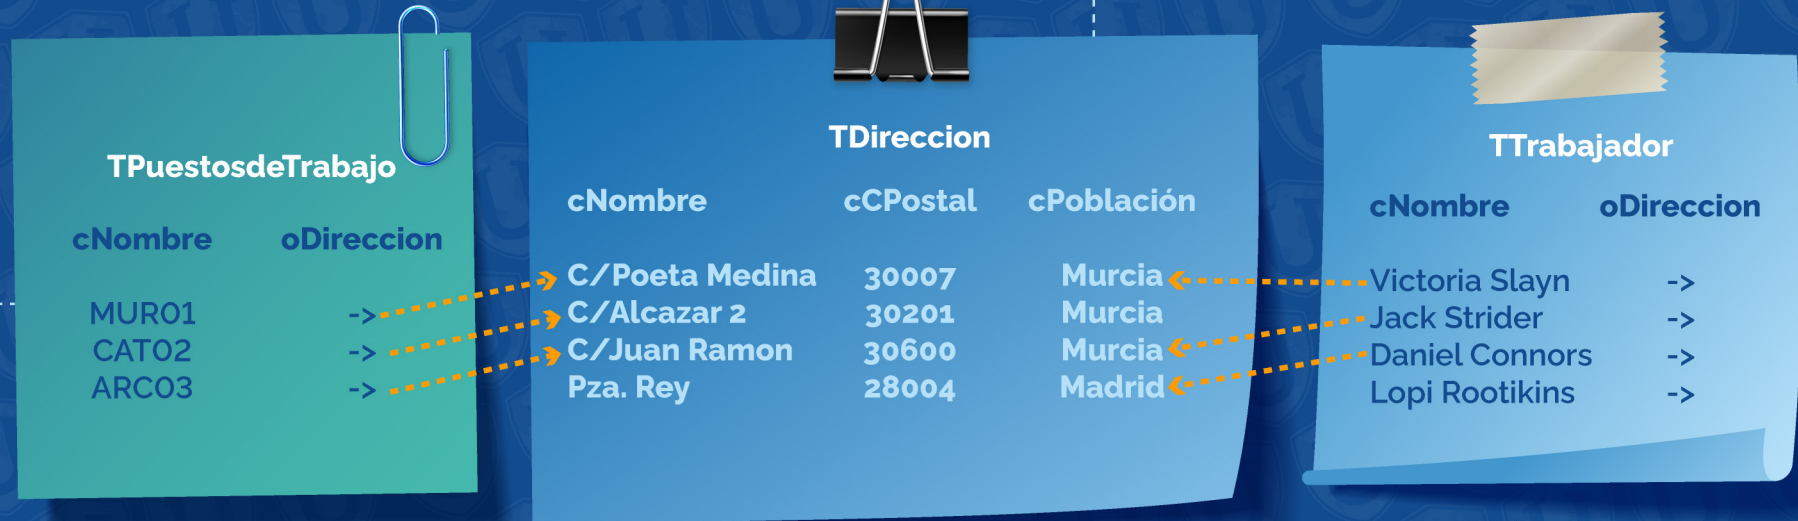 TPuestosdeTrabajo
cNombre oDireccion
MUR01 ->
CAT02 ->
ARC03 ->
TDireccion
cNombre cCPostal cPoblación
C/Poeta Medina 30007 Murcia
C/Alcazar 2 30201 Murcia
C/Juan Ramon 30600 Murcia
Pza. Rey 28004 Madrid
TTrabajador
cNombre oDireccion
Victoria Slayn ->
Jack Strider ->
Daniel Connors ->
Lopi Rootikins ->